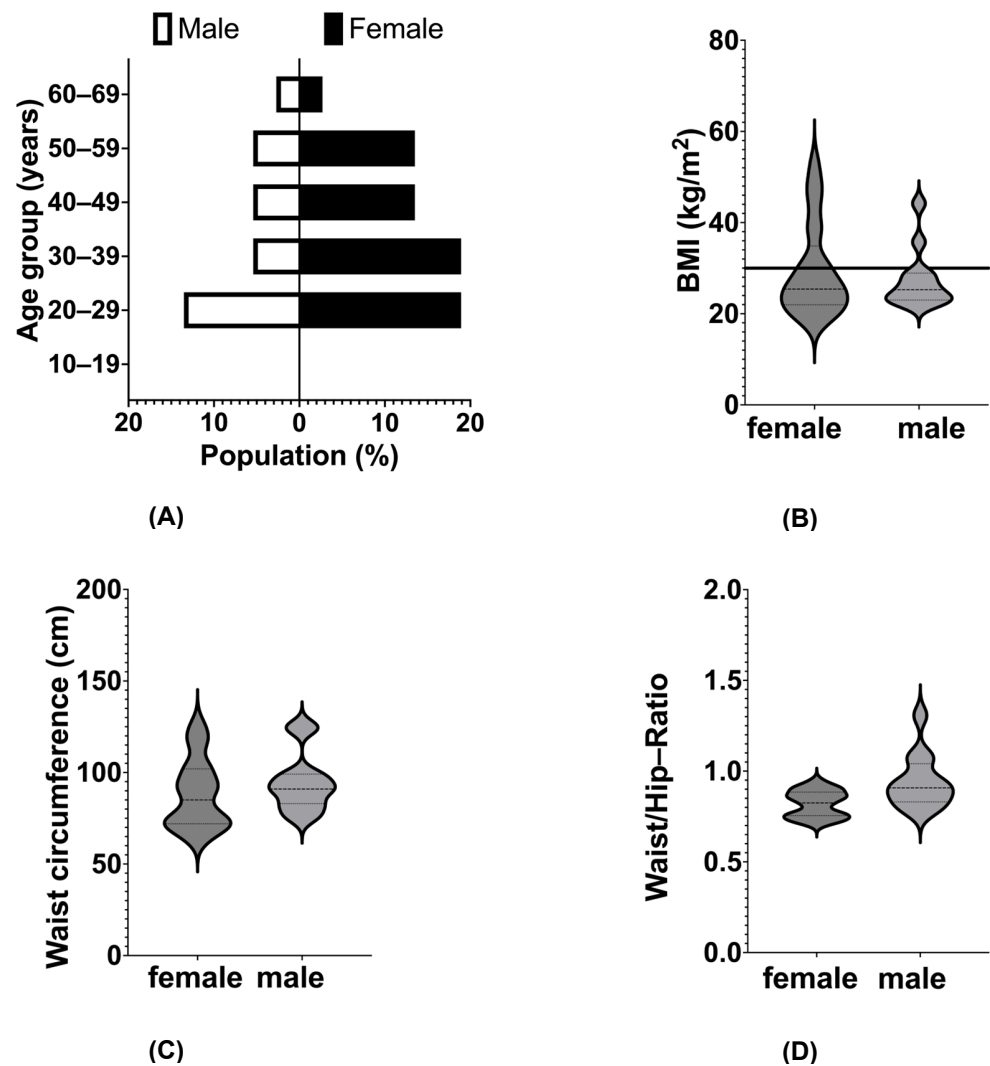 Male Female
Age group (years)
60–69
50–59
40–49
30–39
20–29
10–19
20 10 0 10 20
Population (%)
(A)
BMI (kg/m²)
80
60
40
20
0
female male
(B)
Waist circumference (cm)
200
150
100
50
0
female male
(C)
Waist/Hip–Ratio
2.0
1.5
1.0
0.5
0.0
female male
(D)